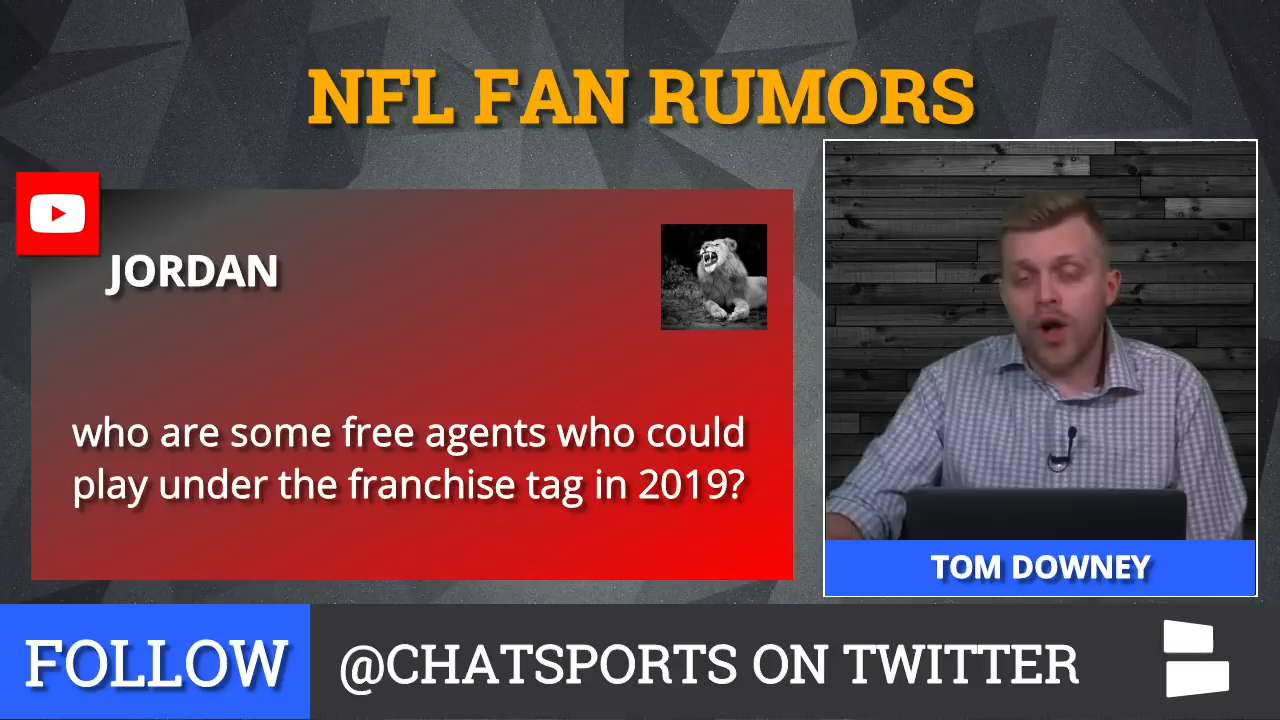 NFL FAN RUMORS
JORDAN
who are some free agents who could
play under the franchise tag in 2019?
TOM DOWNEY
FOLLOW
@CHATSPORTS ON TWITTER